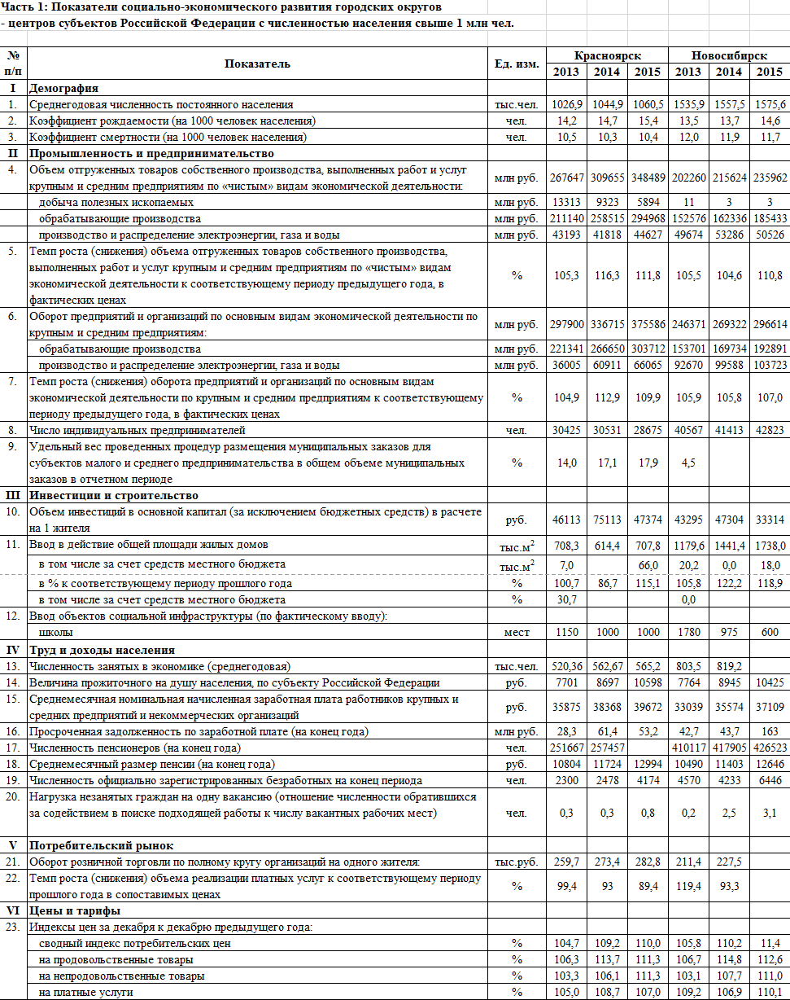 Часть 1: Показатели социально-экономического развития городских округов
- центров субъектов Российской Федерации с численностью населения свыше 1 млн чел.
№ п/п Показатель Ед. изм. Красноярск Новосибирск
2013 2014 2015 2013 2014 2015
I Демография
1. Среднегодовая численность постоянного населения тыс.чел. 1026,9 1044,9 1060,5 1535,9 1557,5 1575,6
2. Коэффициент рождаемости (на 1000 человек населения) чел. 14,2 14,7 15,4 13,5 13,7 14,6
3. Коэффициент смертности (на 1000 человек населения) чел. 10,5 10,3 10,4 12,0 11,9 11,7
II Промышленность и предпринимательство
4. Объем отгруженных товаров собственного производства, выполненных работ и услуг
крупным и средним предприятиям по «чистым» видам экономической деятельности: млн руб. 267647 309655 348489 202260 215624 235962
добыча полезных ископаемых млн руб. 13313 9323 5894 11 3 3
обрабатывающие производства млн руб. 211140 258515 294968 152576 162336 185433
производство и распределение электроэнергии, газа и воды млн руб. 43193 41818 44627 49674 53286 50526
5. Темп роста (снижения) объема отгруженных товаров собственного производства,
выполненных работ и услуг крупным и средним предприятиям по «чистым» видам
экономической деятельности к соответствующему периоду предыдущего года, в
фактических ценах % 105,3 116,3 111,8 105,5 104,6 110,8
6. Оборот предприятий и организаций по основным видам экономической деятельности по
крупным и средним предприятиям: млн руб. 297900 336715 375586 246371 269322 296614
обрабатывающие производства млн руб. 221341 266650 303712 153701 169734 192891
производство и распределение электроэнергии, газа и воды млн руб. 36005 60911 66065 92670 99588 103723
7. Темп роста (снижения) оборота предприятий и организаций по основным видам
экономической деятельности по крупным и средним предприятиям к соответствующему
периоду предыдущего года, в фактических ценах % 104,9 112,9 109,9 105,9 105,8 107,0
8. Число индивидуальных предпринимателей чел. 30425 30531 28675 40567 41413 42823
9. Удельный вес проведенных процедур размещения муниципальных заказов для
субъектов малого и среднего предпринимательства в общем объеме муниципальных
заказов в отчетном периоде % 14,0 17,1 17,9 4,5
III Инвестиции и строительство
10. Объем инвестиций в основной капитал (за исключением бюджетных средств) в расчете
на 1 жителя руб. 46113 75113 47374 43295 47304 33314
11. Ввод в действие общей площади жилых домов тыс.м² 708,3 614,4 707,8 1179,6 1441,4 1738,0
в том числе за счет средств местного бюджета тыс.м² 7,0 66,0 20,2 0,0 18,0
в % к соответствующему периоду прошлого года % 100,7 86,7 115,1 105,8 122,2 118,9
в том числе за счет средств местного бюджета % 30,7 0,0
12. Ввод объектов социальной инфраструктуры (по фактическому вводу):
школы мест 1150 1000 1000 1780 975 600
IV Труд и доходы населения
13. Численность занятых в экономике (среднегодовая) тыс.чел. 520,36 562,67 565,2 803,5 819,2
14. Величина прожиточного на душу населения, по субъекту Российской Федерации руб. 7701 8697 10598 7764 8945 10425
15. Среднемесячная номинальная начисленная заработная плата работников крупных и
средних предприятий и некоммерческих организаций руб. 35875 38368 39672 33039 35574 37109
16. Просроченная задолженность по заработной плате (на конец года) млн руб. 28,3 61,4 53,2 42,7 43,7 163
17. Численность пенсионеров (на конец года) чел. 251667 257457 410117 417905 426523
18. Среднемесячный размер пенсии (на конец года) руб. 10804 11724 12994 10490 11403 12646
19. Численность официально зарегистрированных безработных на конец периода чел. 2300 2478 4174 4570 4233 6446
20. Нагрузка незанятых граждан на одну вакансию (отношение численности обратившихся
за содействием в поиске подходящей работы к числу вакантных рабочих мест) чел. 0,3 0,3 0,8 0,2 2,5 3,1
V Потребительский рынок
21. Оборот розничной торговли по полному кругу организаций на одного жителя: тыс.руб. 259,7 273,4 282,8 211,4 227,5
22. Темп роста (снижения) объема реализации платных услуг к соответствующему периоду
прошлого года в сопоставимых ценах % 99,4 93 89,4 119,4 93,3
VI Цены и тарифы
23. Индексы цен за декабря к декабрю предыдущего года:
сводный индекс потребительских цен % 104,7 109,2 110,0 105,8 110,2 11,4
на продовольственные товары % 106,3 113,7 111,3 106,7 114,8 112,6
на непродовольственные товары % 103,3 106,1 111,3 103,1 107,7 111,0
на платные услуги % 105,0 108,7 107,0 109,2 106,9 110,1